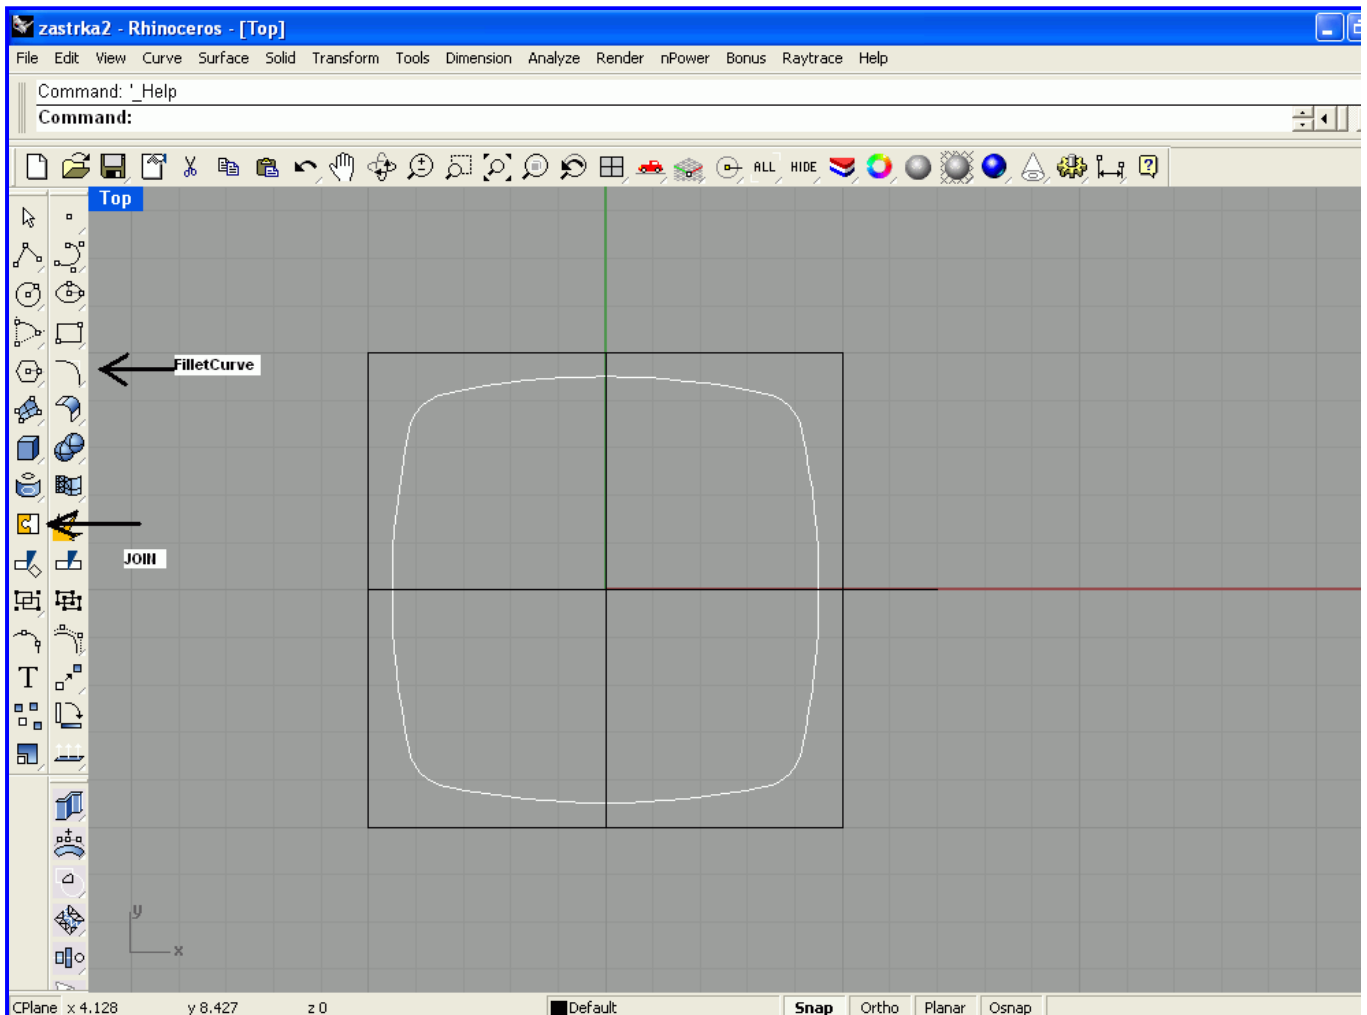 zastrka2 - Rhinoceros - [Top]
File Edit View Curve Surface Solid Transform Tools Dimension Analyze Render nPower Bonus Raytrace Help
Command: '_Help
Command:
ALL HIDE
Top
FilletCurve
JOIN
T
y
x
CPlane x 4.128 y 8.427 z 0 Default Snap Ortho Planar Osnap